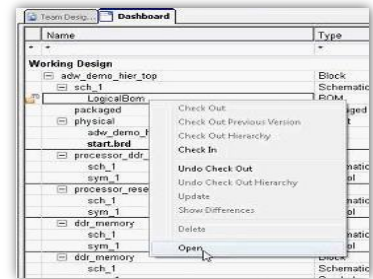 Team Desig... Dashboard
Name Type
Working Design
adw_demo_hier_top Block
sch_1 Schematic
LogicalBom BOM
packaged
physical
adw_demo_h
start.brd
processor_ddr_
sch_1
sym_1
processor_rese
sch_1
sym_1
ddr_memory
sch_1
sym_1
ddr_memory Block
sch_1 Schematic
Check Out
Check Out Previous Version
Check Out Hierarchy
Check In
Undo Check Out
Undo Check Out Hierarchy
Update
Show Differences
Delete
Open